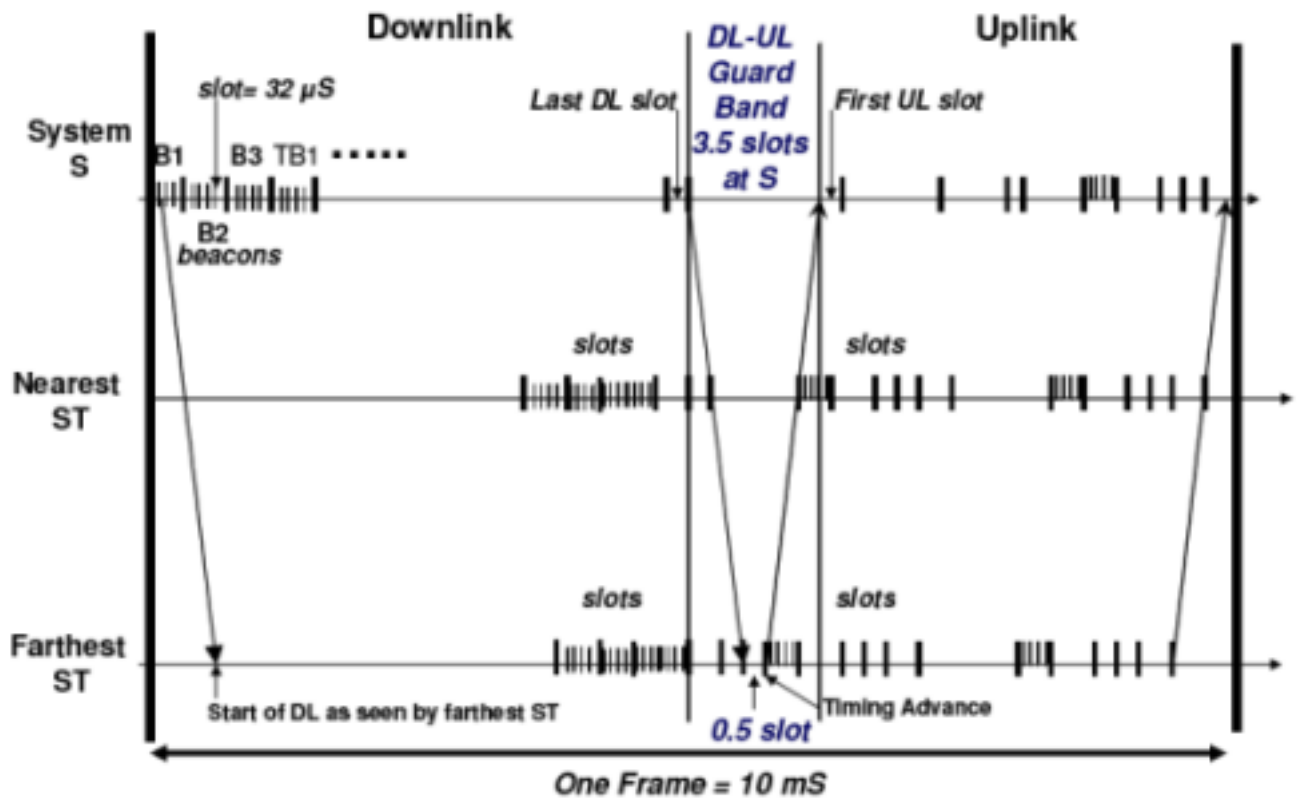 Downlink
DL-UL
Guard
Band
3.5 slots
at S
Uplink
slot= 32 µS
Last DL slot
First UL slot
System
S
B1
B3 TB1 ......
B2
beacons
slots
slots
Nearest
ST
slots
slots
Farthest
ST
Start of DL as seen by farthest ST
Timing Advance
0.5 slot
One Frame = 10 mS